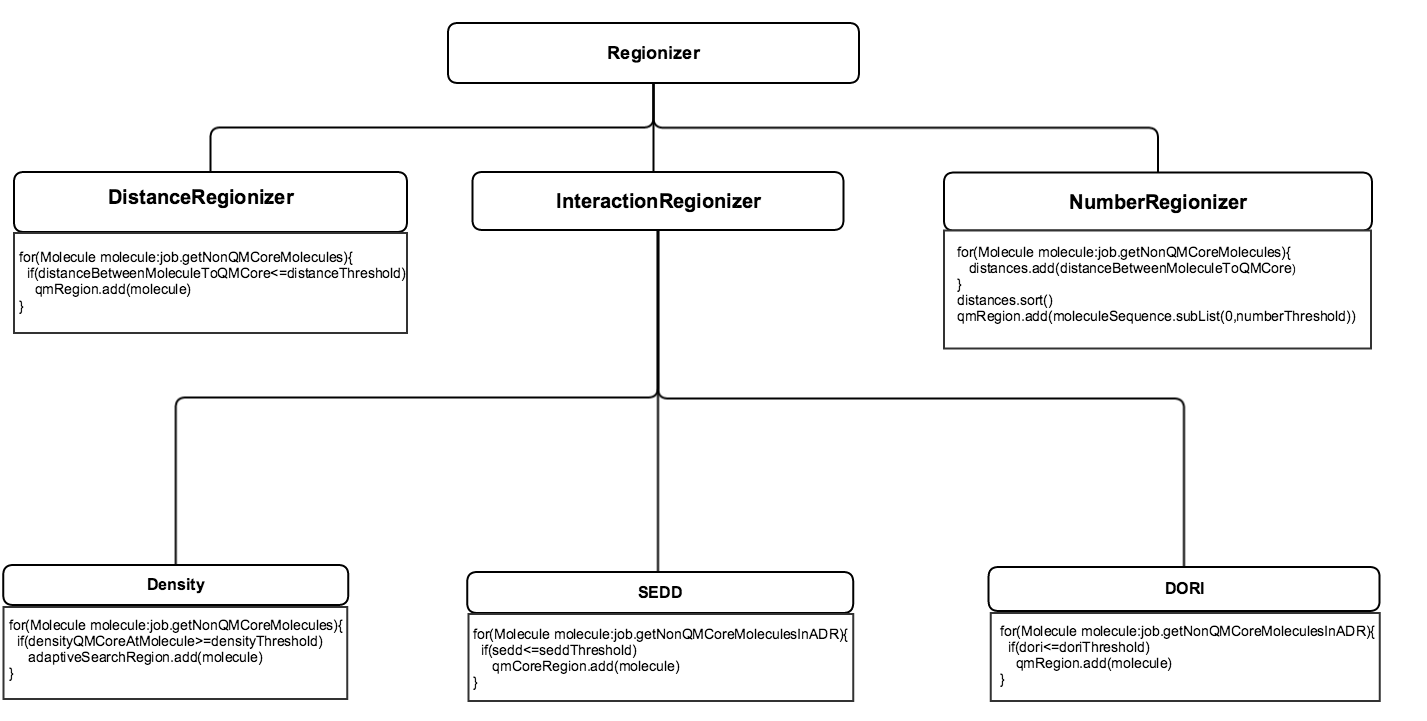 Regionizer
DistanceRegionizer
for(Molecule molecule:job.getNonQMCoreMolecules){
if(distanceBetweenMoleculeToQMCore<=distanceThreshold)
qmRegion.add(molecule)
}
InteractionRegionizer
NumberRegionizer
for(Molecule molecule:job.getNonQMCoreMolecules){
distances.add(distanceBetweenMoleculeToQMCore)
}
distances.sort()
qmRegion.add(moleculeSequence.subList(0,numberThreshold))
Density
for(Molecule molecule:job.getNonQMCoreMolecules){
if(densityQMCoreAtMolecule>=densityThreshold)
adaptiveSearchRegion.add(molecule)
}
SEDD
for(Molecule molecule:job.getNonQMCoreMoleculesInADR){
if(sedd<=seddThreshold)
qmCoreRegion.add(molecule)
}
DORI
for(Molecule molecule:job.getNonQMCoreMoleculesInADR){
if(dori<=doriThreshold)
qmRegion.add(molecule)
}